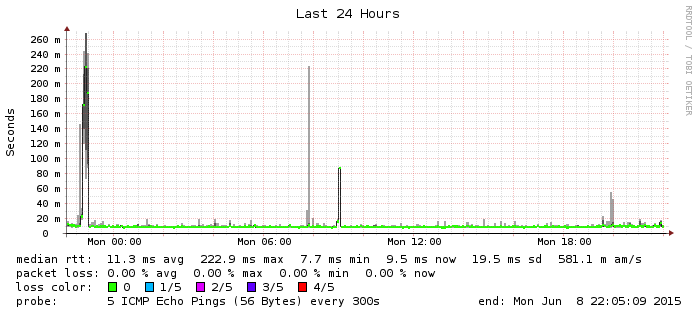 Last 24 Hours
RRDTOOL / TOBI OETIKER
Seconds
260 m
240 m
220 m
200 m
180 m
160 m
140 m
120 m
100 m
80 m
60 m
40 m
20 m
0
Mon 00:00 Mon 06:00 Mon 12:00 Mon 18:00
median rtt: 11.3 ms avg 222.9 ms max 7.7 ms min 9.5 ms now 19.5 ms sd 581.1 m am/s
packet loss: 0.00 % avg 0.00 % max 0.00 % min 0.00 % now
loss color: 0 1/5 2/5 3/5 4/5
probe: 5 ICMP Echo Pings (56 Bytes) every 300s end: Mon Jun 8 22:05:09 2015